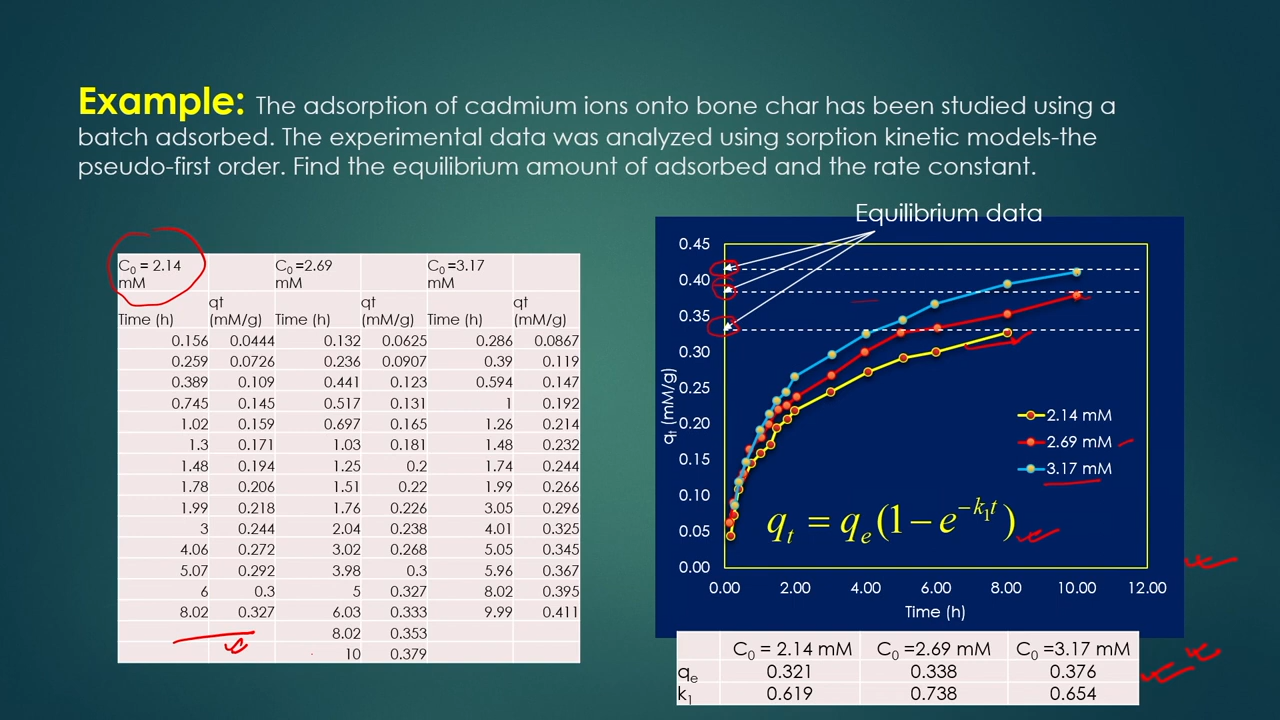 Example: The adsorption of cadmium ions onto bone char has been studied using a
batch adsorbed. The experimental data was analyzed using sorption kinetic models-the
pseudo-first order. Find the equilibrium amount of adsorbed and the rate constant.
C0 = 2.14 mM C0 =2.69 mM C0 =3.17 mM
Time (h) qt (mM/g) Time (h) qt (mM/g) Time (h) qt (mM/g)
0.156 0.0444 0.132 0.0625 0.286 0.0867
0.259 0.0726 0.236 0.0907 0.39 0.119
0.389 0.109 0.441 0.123 0.594 0.147
0.745 0.145 0.517 0.131 1 0.192
1.02 0.159 0.697 0.165 1.26 0.214
1.3 0.171 1.03 0.181 1.48 0.232
1.48 0.194 1.25 0.2 1.74 0.244
1.78 0.206 1.51 0.22 1.99 0.266
1.99 0.218 1.76 0.226 3.05 0.296
3 0.244 2.04 0.238 4.01 0.325
4.06 0.272 3.02 0.268 5.05 0.345
5.07 0.292 3.98 0.3 5.96 0.367
6 0.3 5 0.327 8.02 0.395
8.02 0.327 6.03 0.333 9.99 0.411
8.02 0.353
10 0.379
Equilibrium data
0.45
0.40
0.35
0.30
0.25
0.20
0.15
0.10
0.05
0.00
qt (mM/g)
2.14 mM
2.69 mM
3.17 mM
qt = qe(1−e^−k1t)
0.00 2.00 4.00 6.00 8.00 10.00 12.00
Time (h)
C0 = 2.14 mM C0 =2.69 mM C0 =3.17 mM
qe 0.321 0.338 0.376
k1 0.619 0.738 0.654